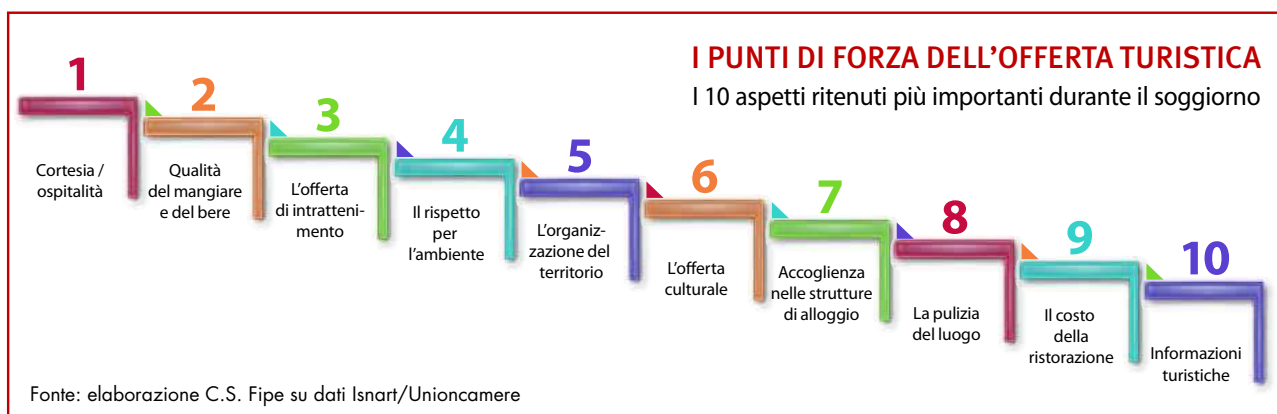 I PUNTI DI FORZA DELL'OFFERTA TURISTICA
I 10 aspetti ritenuti più importanti durante il soggiorno
1
Cortesia /
ospitalità
2
Qualità
del mangiare
e del bere
3
L'offerta
di intratteni-
mento
4
Il rispetto
per
l'ambiente
5
L'organiz-
zazione del
territorio
6
L'offerta
culturale
7
Accoglienza
nelle strutture
di alloggio
8
La pulizia
del luogo
9
Il costo
della
ristorazione
10
Informazioni
turistiche
Fonte: elaborazione C.S. Fipe su dati Isnart/Unioncamere